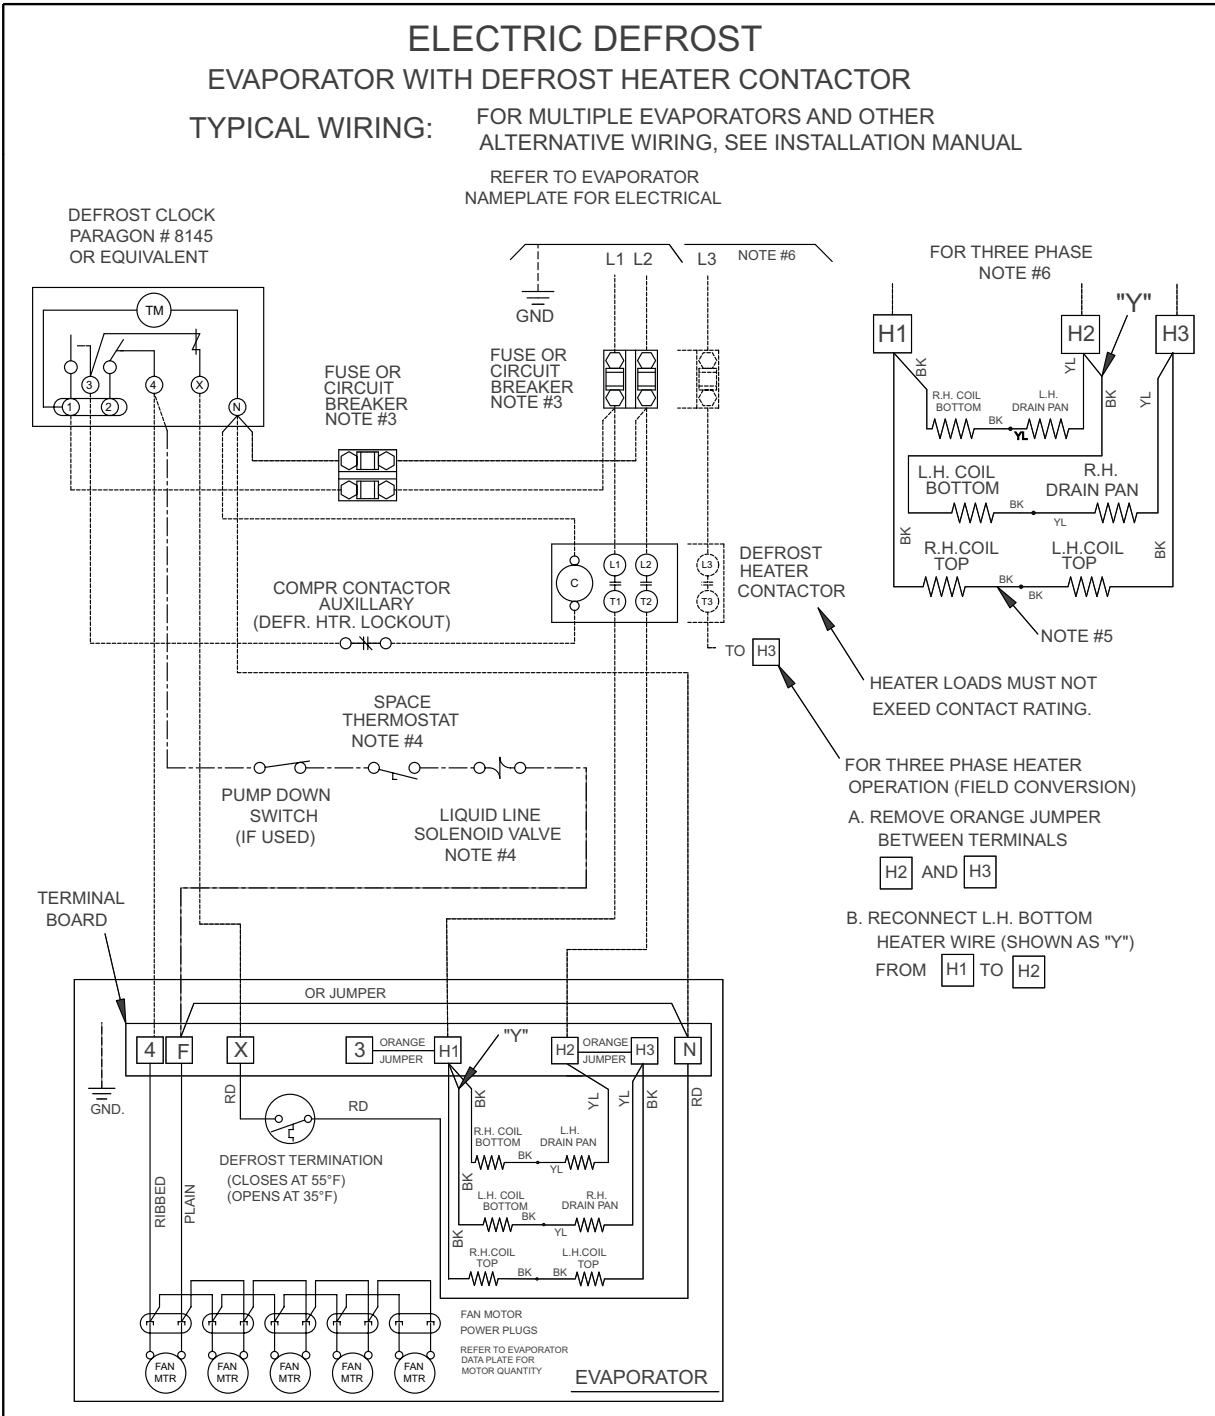 ELECTRIC DEFROST
EVAPORATOR WITH DEFROST HEATER CONTACTOR
TYPICAL WIRING:
FOR MULTIPLE EVAPORATORS AND OTHER
ALTERNATIVE WIRING, SEE INSTALLATION MANUAL
REFER TO EVAPORATOR
NAMEPLATE FOR ELECTRICAL
DEFROST CLOCK
PARAGON # 8145
OR EQUIVALENT
TM
3
4
X
1
2
N
FUSE OR
CIRCUIT
BREAKER
NOTE #3
GND
L1 L2
L3
NOTE #6
FUSE OR
CIRCUIT
BREAKER
NOTE #3
FOR THREE PHASE
NOTE #6
"Y"
H1
H2
H3
BK
YL
BK
YL
R.H. COIL
BOTTOM
L.H.
DRAIN PAN
BK
YL
L.H. COIL
BOTTOM
R.H.
DRAIN PAN
BK
YL
BK
BK
R.H.COIL
TOP
L.H.COIL
TOP
BK
BK
NOTE #5
C
L1
L2
L3
T1
T2
T3
DEFROST
HEATER
CONTACTOR
TO H3
COMPR CONTACTOR
AUXILLARY
(DEFR. HTR. LOCKOUT)
HEATER LOADS MUST NOT
EXEED CONTACT RATING.
SPACE
THERMOSTAT
NOTE #4
PUMP DOWN
SWITCH
(IF USED)
LIQUID LINE
SOLENOID VALVE
NOTE #4
FOR THREE PHASE HEATER
OPERATION (FIELD CONVERSION)
A. REMOVE ORANGE JUMPER
BETWEEN TERMINALS
H2 AND H3
B. RECONNECT L.H. BOTTOM
HEATER WIRE (SHOWN AS "Y")
FROM H1 TO H2
TERMINAL
BOARD
OR JUMPER
"Y"
4
F
X
3
ORANGE
JUMPER
H1
H2
ORANGE
JUMPER
H3
N
GND.
RD
RD
BK
YL
YL
BK
RD
DEFROST TERMINATION
(CLOSES AT 55°F)
(OPENS AT 35°F)
R.H. COIL
BOTTOM
L.H.
DRAIN PAN
BK
YL
BK
L.H. COIL
BOTTOM
R.H.
DRAIN PAN
BK
YL
BK
R.H.COIL
TOP
L.H.COIL
TOP
BK
BK
RIBBED
PLAIN
FAN MOTOR
POWER PLUGS
REFER TO EVAPORATOR
DATA PLATE FOR
MOTOR QUANTITY
FAN
MTR
FAN
MTR
FAN
MTR
FAN
MTR
FAN
MTR
EVAPORATOR